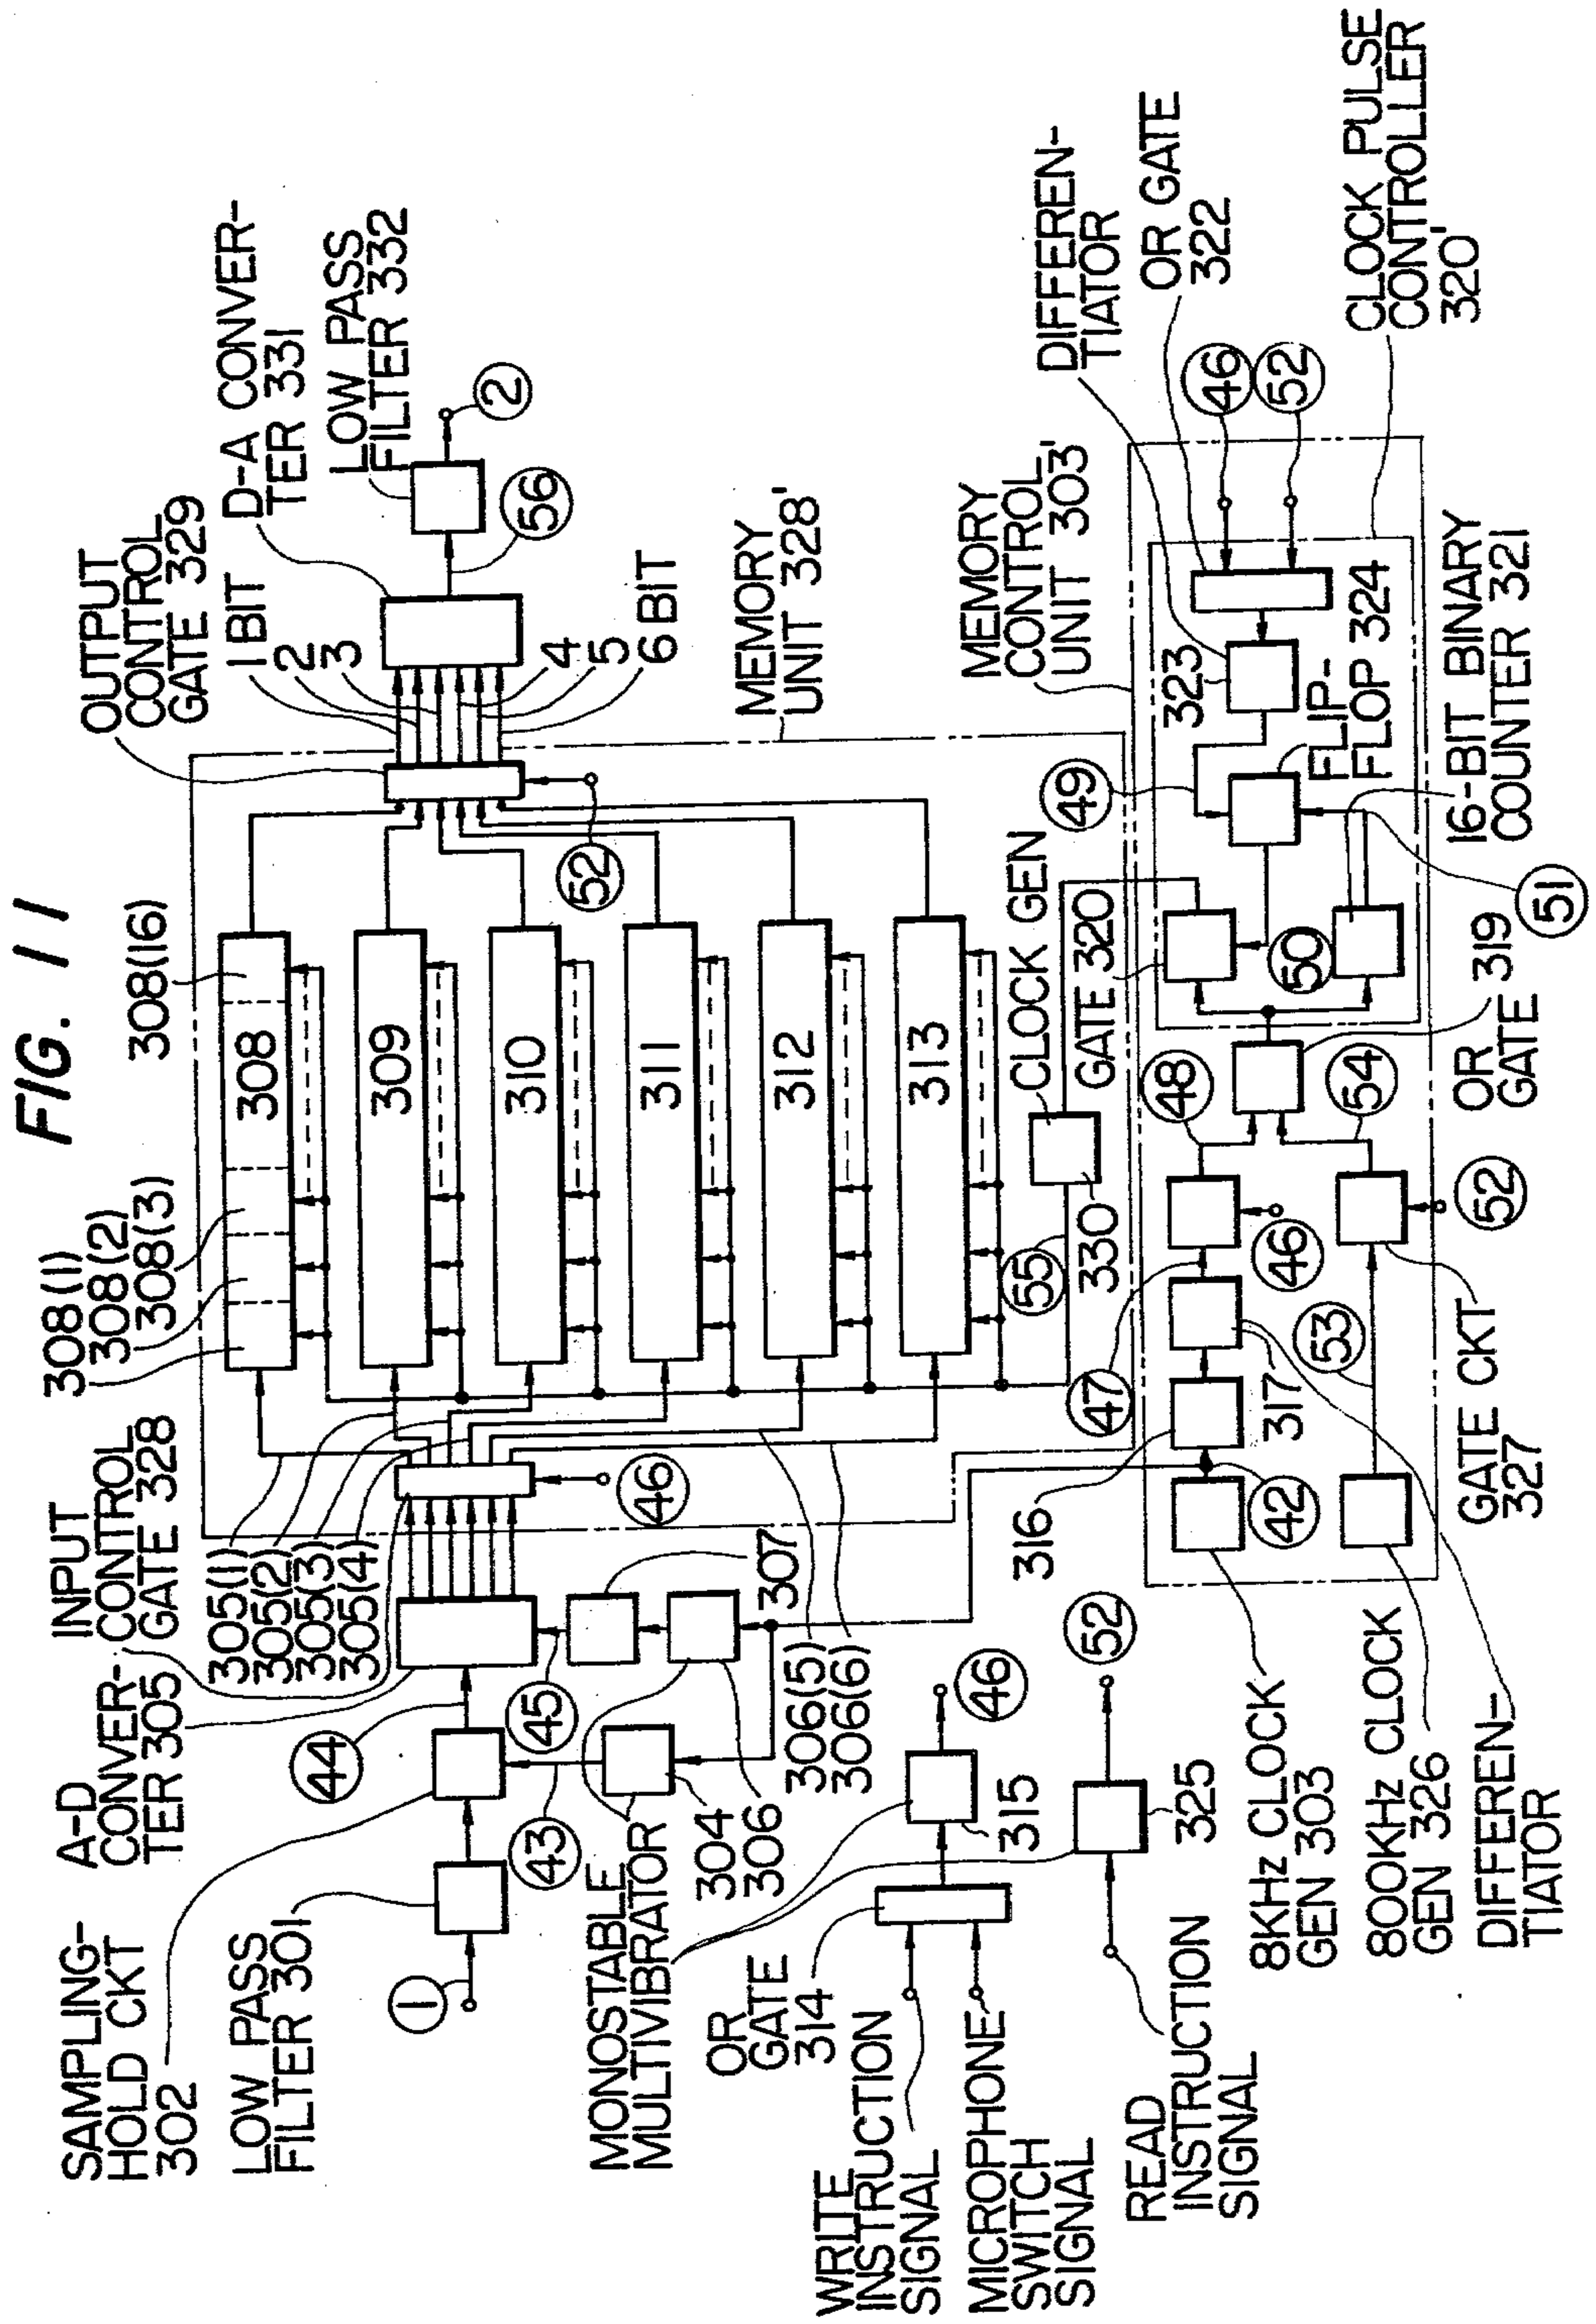 FIG. 11
SAMPLING-
HOLD CKT
302
LOW PASS
FILTER 301
A-D
CONVER-
TER 305
INPUT
CONTROL
GATE 328
308(1)
308(2)
308(3)
308(16)
305(1)
305(2)
305(3)
305(4)
308
309
310
311
312
313
OUTPUT
CONTROL
GATE 329
1 BIT
2
3
4
5
6 BIT
D-A CONVER-
TER 331
LOW PASS
FILTER 332
MEMORY
UNIT 328'
1
44
43
45
46
52
56
2
MONOSTABLE
MULTIVIBRATOR
304
306
307
306(5)
306(6)
OR
GATE
314
WRITE
INSTRUCTION
SIGNAL
MICROPHONE
SWITCH
SIGNAL
315
46
READ
INSTRUCTION
SIGNAL
325
52
55
330
CLOCK GEN
GATE 320
MEMORY
CONTROL
UNIT 303'
DIFFEREN-
TIATOR
OR GATE
322
CLOCK PULSE
CONTROLLER
320'
316
42
317
47
46
48
49
323
46
52
FLIP-
FLOP 324
50
51
16-BIT BINARY
COUNTER 321
53
54
52
OR
GATE 319
GATE CKT
327
8KHz CLOCK
GEN 303
800KHz CLOCK
GEN 326
DIFFEREN-
TIATOR